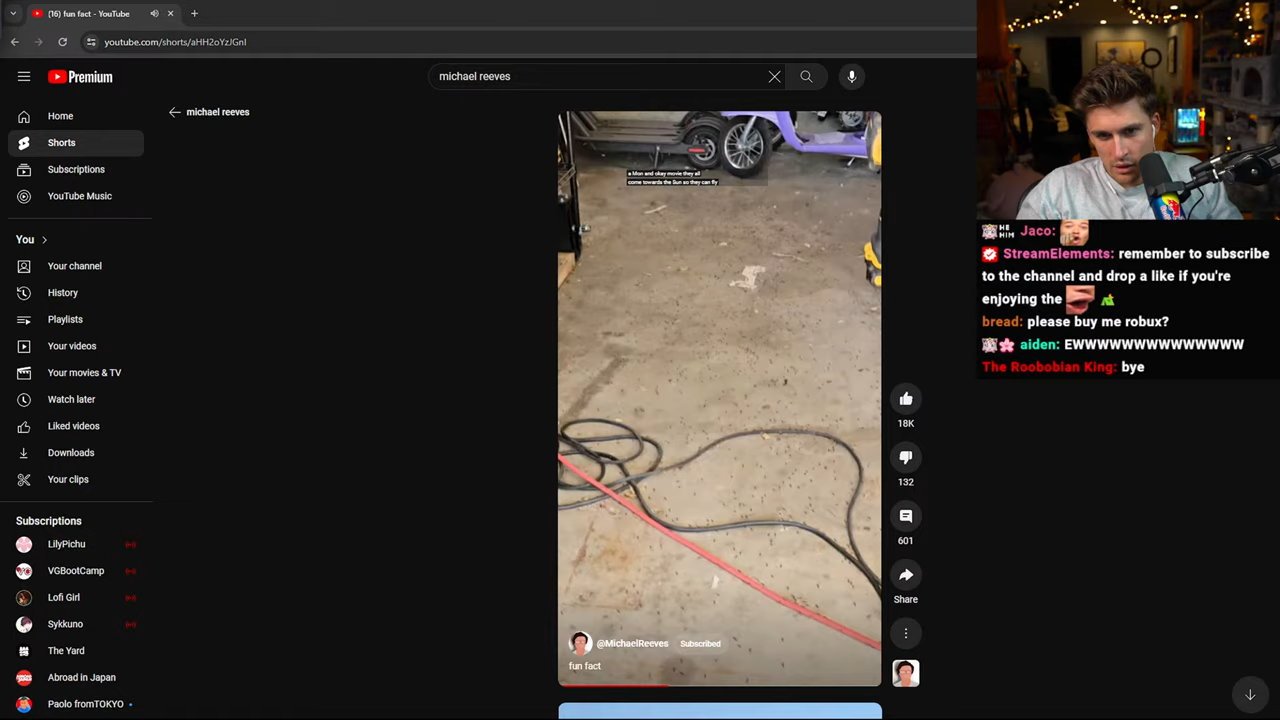 (16) fun fact - YouTube
youtube.com/shorts/aHH2oYzJGnI
Premium
michael reeves
Home
Shorts
Subscriptions
YouTube Music
You
Your channel
History
Playlists
Your videos
Your movies & TV
Watch later
Liked videos
Downloads
Your clips
Subscriptions
LilyPichu
VGBootCamp
Lofi Girl
Sykkuno
The Yard
Abroad in Japan
Paolo fromTOKYO
michael reeves
a Mon and okay movie they all
come towards the Sun so they can fly
@MichaelReeves Subscribed
fun fact
18K
132
601
Share
HE HIM Jaco:
StreamElements: remember to subscribe
to the channel and drop a like if you're
enjoying the
bread: please buy me robux?
aiden: EWWWWWWWWWWWWWW
The Roobobian King: bye